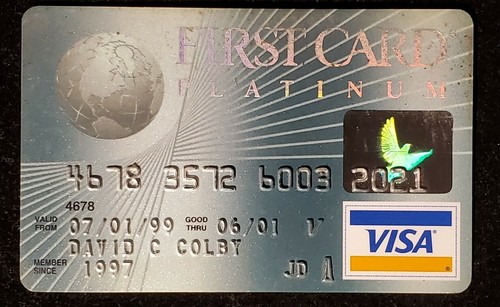 FIRST CARD
PLATINUM
4678 3572 6003 2021
4678
VALID FROM 07/01/99 GOOD THRU 06/01 V
DAVID C COLBY
MEMBER SINCE 1997 JD A
VISA